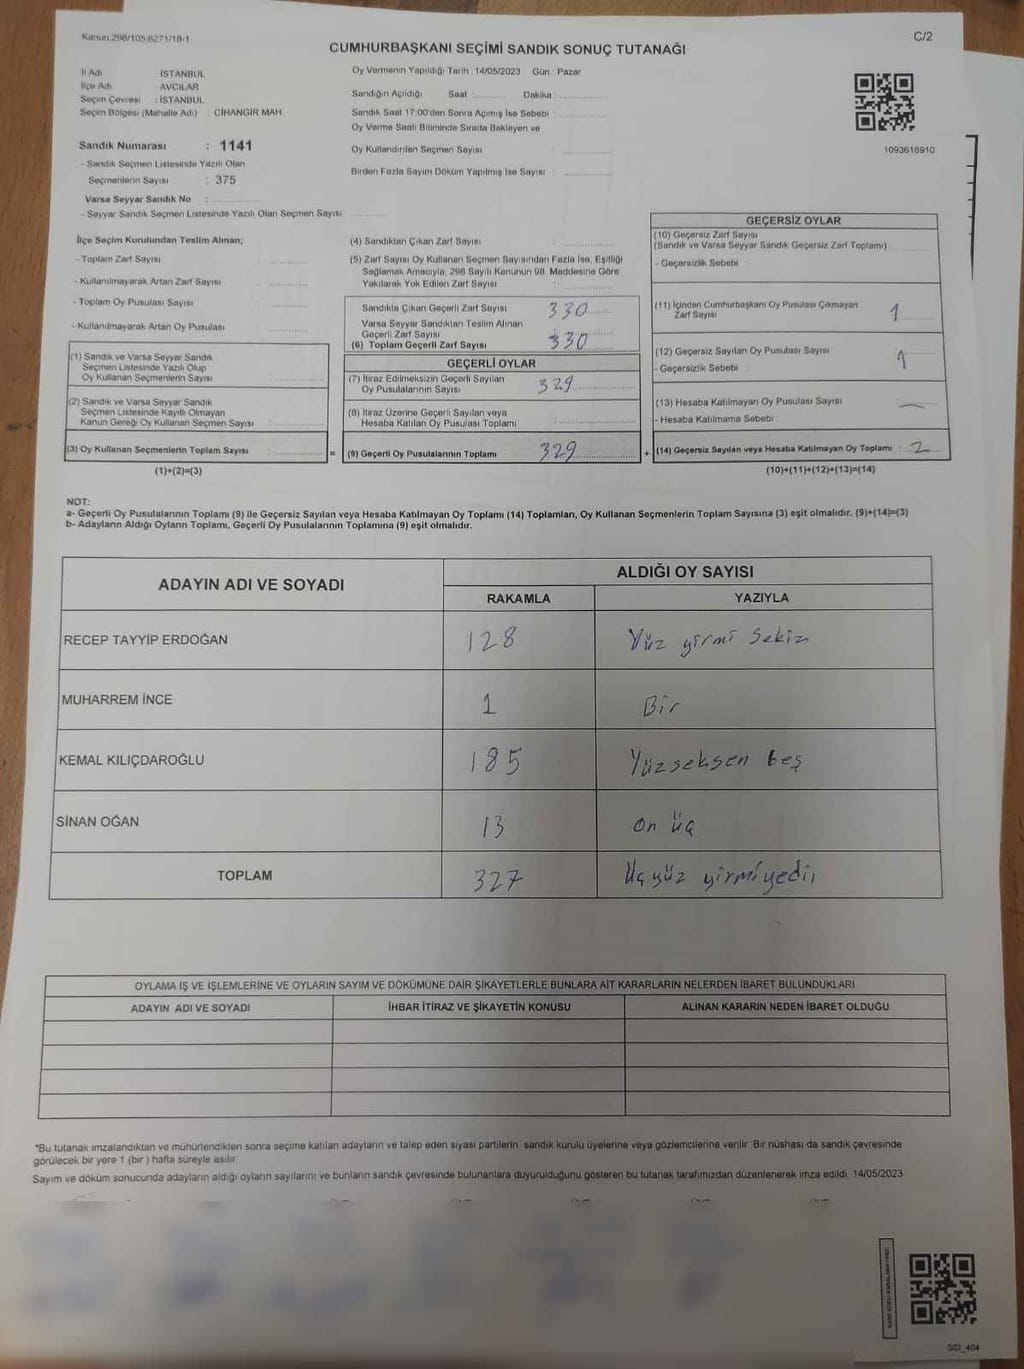 Kanun:298/105;6271/18-1
C/2
CUMHURBAŞKANI SEÇİMİ SANDIK SONUÇ TUTANAĞI
İl Adı : İSTANBUL
İlçe Adı : AVCILAR
Seçim Çevresi : İSTANBUL
Seçim Bölgesi (Mahalle Adı) : CİHANGİR MAH.
Sandık Numarası : 1141
- Sandık Seçmen Listesinde Yazılı Olan
Seçmenlerin Sayısı : 375
Varsa Seyyar Sandık No :
- Seyyar Sandık Seçmen Listesinde Yazılı Olan Seçmen Sayısı
Oy Vermenin Yapıldığı Tarih : 14/05/2023 Gün : Pazar
Sandığın Açıldığı Saat Dakika
Sandık Saat 17:00'den Sonra Açımış İse Sebebi :
Oy Verme Saati Bitiminde Sırada Bekleyen ve
Oy Kullandırılan Seçmen Sayısı :
Birden Fazla Sayım Döküm Yapılmış İse Sayısı :
1093618910
İlçe Seçim Kurulundan Teslim Alınan;
- Toplam Zarf Sayısı
- Kullanılmayarak Artan Zarf Sayısı
- Toplam Oy Pusulası Sayısı
- Kullanılmayarak Artan Oy Pusulası
(1) Sandık ve Varsa Seyyar Sandık
Seçmen Listesinde Yazılı Olup
Oy Kullanan Seçmenlerin Sayısı
(2) Sandık ve Varsa Seyyar Sandık
Seçmen Listesinde Kayıtlı Olmayan
Kanun Gereği Oy Kullanan Seçmen Sayısı
(3) Oy Kullanan Seçmenlerin Toplam Sayısı :
(1)+(2)=(3)
=
(4) Sandıktan Çıkan Zarf Sayısı
(5) Zarf Sayısı Oy Kullanan Seçmen Sayısından Fazla İse, Eşitliği
Sağlamak Amacıyla, 298 Sayılı Kanunun 98. Maddesine Göre
Yakılarak Yok Edilen Zarf Sayısı
Sandıkta Çıkan Geçerli Zarf Sayısı 330
Varsa Seyyar Sandıktan Teslim Alınan
Geçerli Zarf Sayısı
(6) Toplam Geçerli Zarf Sayısı 330
GEÇERLİ OYLAR
(7) İtiraz Edilmeksizin Geçerli Sayılan
Oy Pusulalarının Sayısı 329
(8) İtiraz Üzerine Geçerli Sayılan veya
Hesaba Katılan Oy Pusulası Toplamı
(9) Geçerli Oy Pusulalarının Toplamı 329
+
GEÇERSİZ OYLAR
(10) Geçersiz Zarf Sayısı
(Sandık ve Varsa Seyyar Sandık Geçersiz Zarf Toplamı)
- Geçersizlik Sebebi :
(11) İçinden Cumhurbaşkanı Oy Pusulası Çıkmayan
Zarf Sayısı 1
(12) Geçersiz Sayılan Oy Pusulası Sayısı 1
- Geçersizlik Sebebi :
(13) Hesaba Katılmayan Oy Pusulası Sayısı —
- Hesaba Katılmama Sebebi :
(14) Geçersiz Sayılan veya Hesaba Katılmayan Oy Toplamı : 2
(10)+(11)+(12)+(13)=(14)
NOT:
a- Geçerli Oy Pusulalarının Toplamı (9) ile Geçersiz Sayılan veya Hesaba Katılmayan Oy Toplamı (14) Toplamları, Oy Kullanan Seçmenlerin Toplam Sayısına (3) eşit olmalıdır. (9)+(14)=(3)
b- Adayların Aldığı Oyların Toplamı, Geçerli Oy Pusulalarının Toplamına (9) eşit olmalıdır.
ADAYIN ADI VE SOYADI
ALDIĞI OY SAYISI
RAKAMLA YAZIYLA
RECEP TAYYİP ERDOĞAN 128 Yüz yirmi Sekiz
MUHARREM İNCE 1 Bir
KEMAL KILIÇDAROĞLU 185 Yüzseksen beş
SİNAN OĞAN 13 On üç
TOPLAM 327 Üçyüz yirmiyedi
OYLAMA İŞ VE İŞLEMLERİNE VE OYLARIN SAYIM VE DÖKÜMÜNE DAİR ŞİKAYETLERLE BUNLARA AİT KARARLARIN NELERDEN İBARET BULUNDUKLARI
ADAYIN ADI VE SOYADI İHBAR İTİRAZ VE ŞİKAYETİN KONUSU ALINAN KARARIN NEDEN İBARET OLDUĞU
*Bu tutanak imzalandıktan ve mühürlendikten sonra seçime katılan adayların ve talep eden siyasi partilerin sandık kurulu üyelerine veya gözlemcilerine verilir. Bir nüshası da sandık çevresinde
görülecek bir yere 1 (bir ) hafta süreyle asılır.
Sayım ve döküm sonucunda adayların aldığı oyların sayılarını ve bunların sandık çevresinde bulunanlara duyurulduğunu gösteren bu tutanak tarafımızdan düzenlenerek imza edildi. 14/05/2023
SSI_404